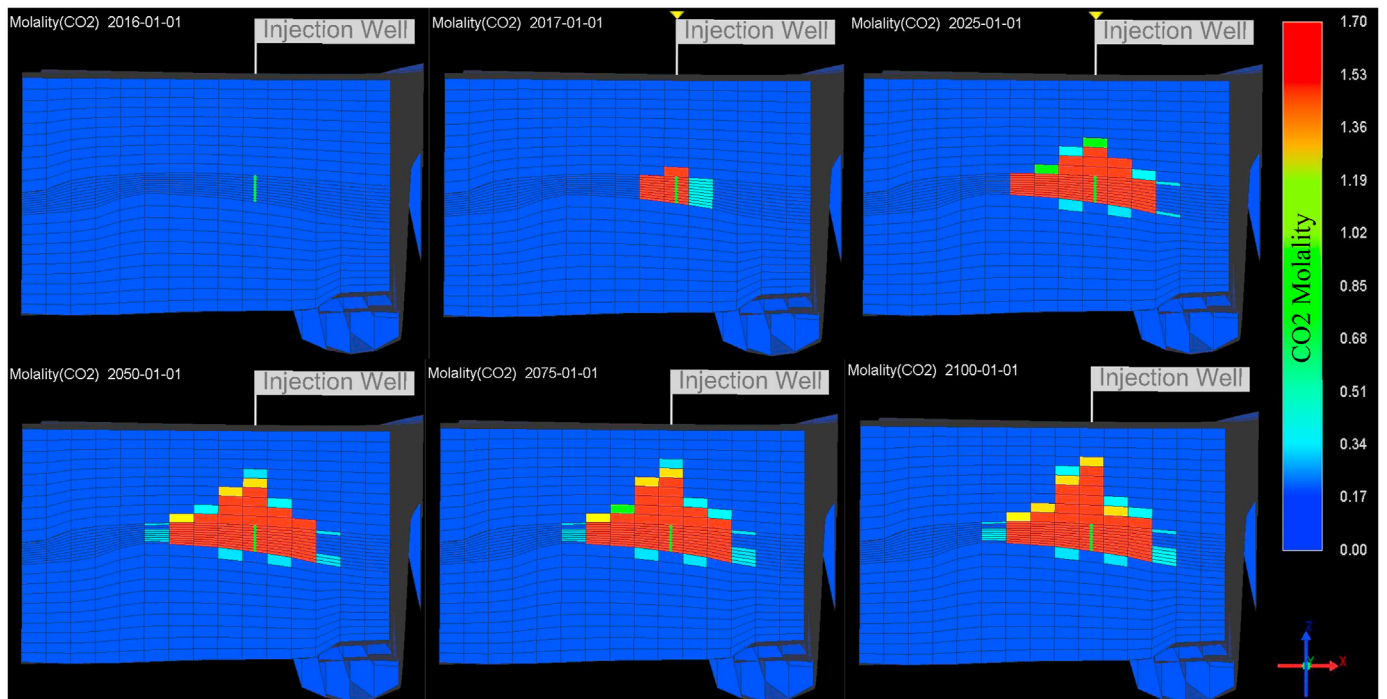 Molality(CO2) 2016-01-01
Injection Well
Molality(CO2) 2017-01-01
Injection Well
Molality(CO2) 2025-01-01
Injection Well
Molality(CO2) 2050-01-01
Injection Well
Molality(CO2) 2075-01-01
Injection Well
Molality(CO2) 2100-01-01
Injection Well
CO2 Molality
1.70
1.53
1.36
1.19
1.02
0.85
0.68
0.51
0.34
0.17
0.00
Z
Y
X